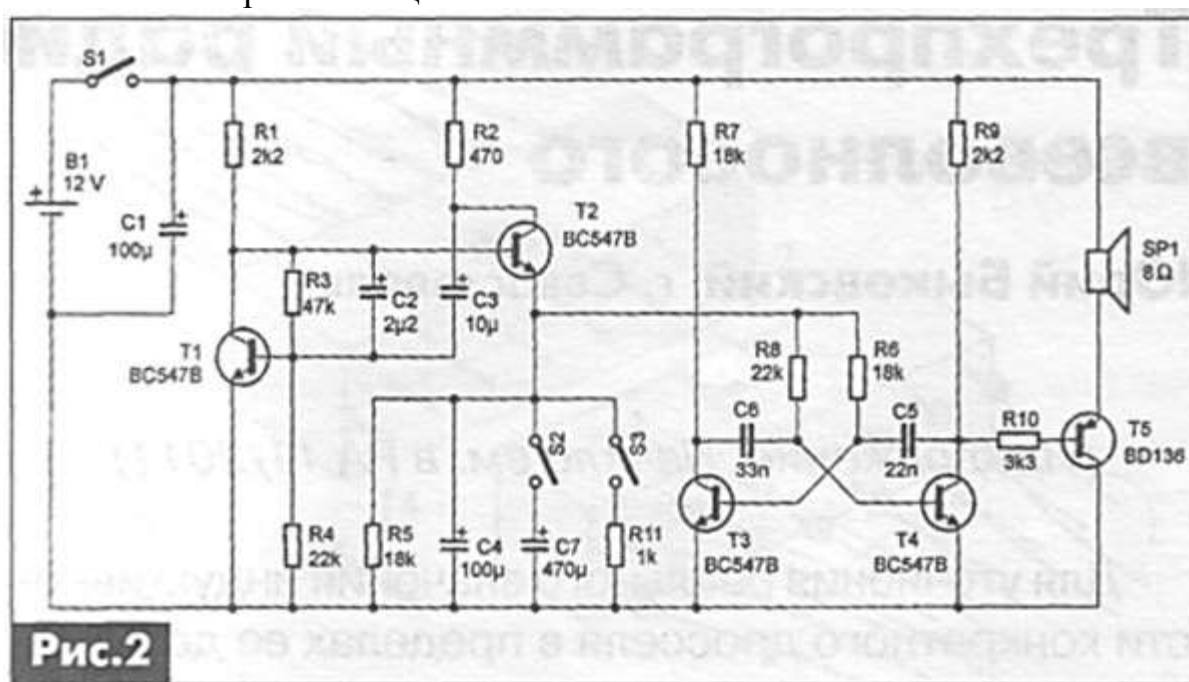 S1
B1
12 V
C1
100μ
R1
2k2
R2
470
R3
47k
C2
2μ2
C3
10μ
T1
BC547B
T2
BC547B
R4
22k
R5
18k
C4
100μ
S2
C7
470μ
S3
R11
1k
R7
18k
R9
2k2
R8
22k
R6
18k
C6
33n
C5
22n
R10
3k3
T3
BC547B
T4
BC547B
SP1
8 Ω
T5
BD136
Рис.2